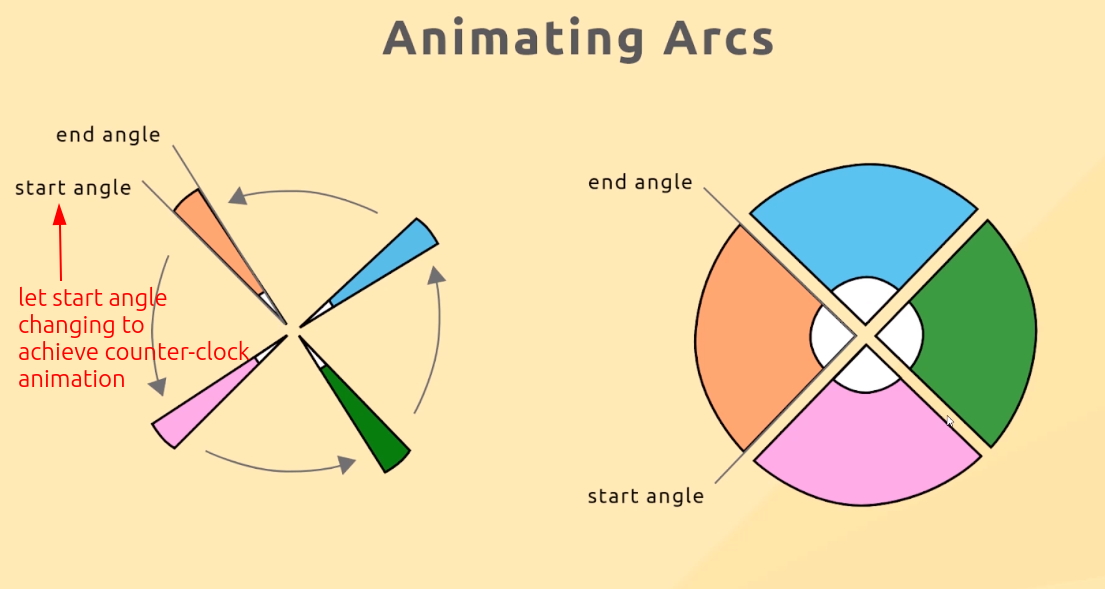 Animating Arcs
end angle
start angle
let start angle
changing to
achieve counter-clock
animation
end angle
start angle